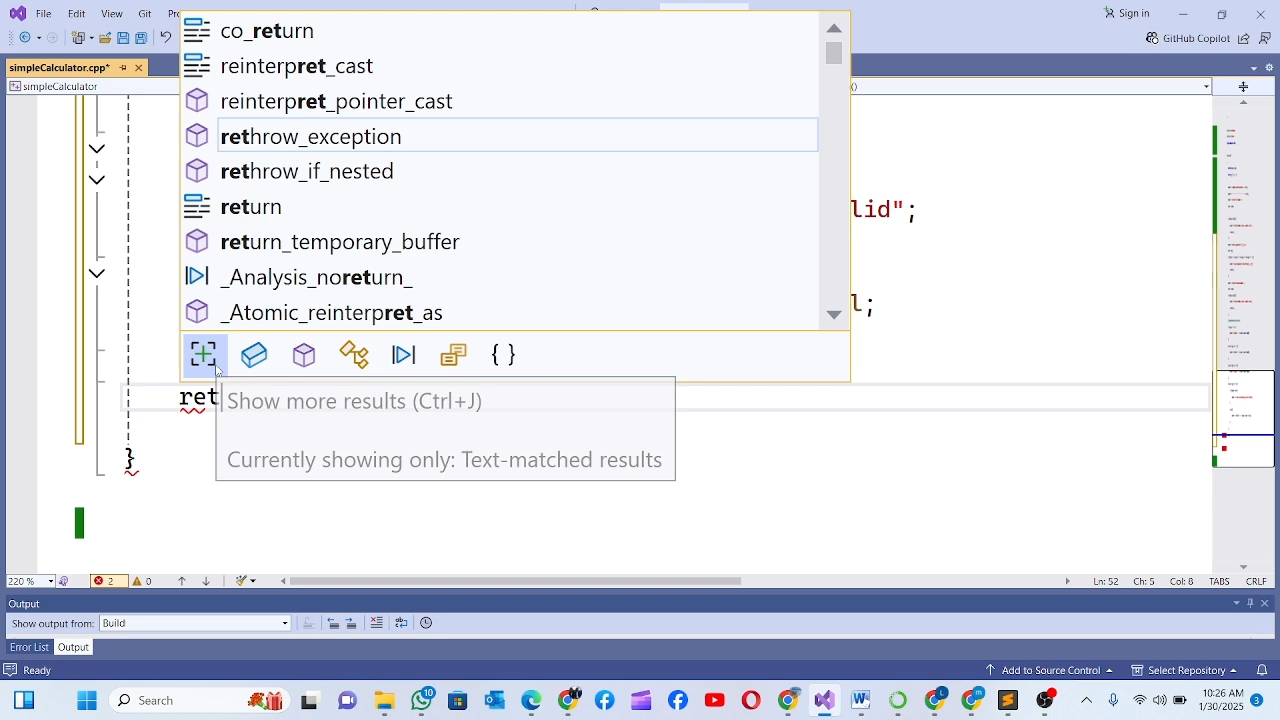 File
Edit
View
Git
Sign in
GitHub Copilot
simpleCalculator.cpp*
simpleCalculator
()
co_return
reinterpret_cast
reinterpret_pointer_cast
rethrow_exception
rethrow_if_nested
return
return_temporary_buffer
_Analysis_noreturn_
_Atomic_reinterpret_as
lid";
l;
{ }
ret
Show more results (Ctrl+J)
Currently showing only: Text-matched results
}
220 %
2
0
Ln: 52
Ch: 5
Col: 8
TABS
CRLF
Output
Show output from:
Build
Error List
Output
Ready
Add to Source Control
Select Repository
Search
10
10:26 AM
1/30/2025
3